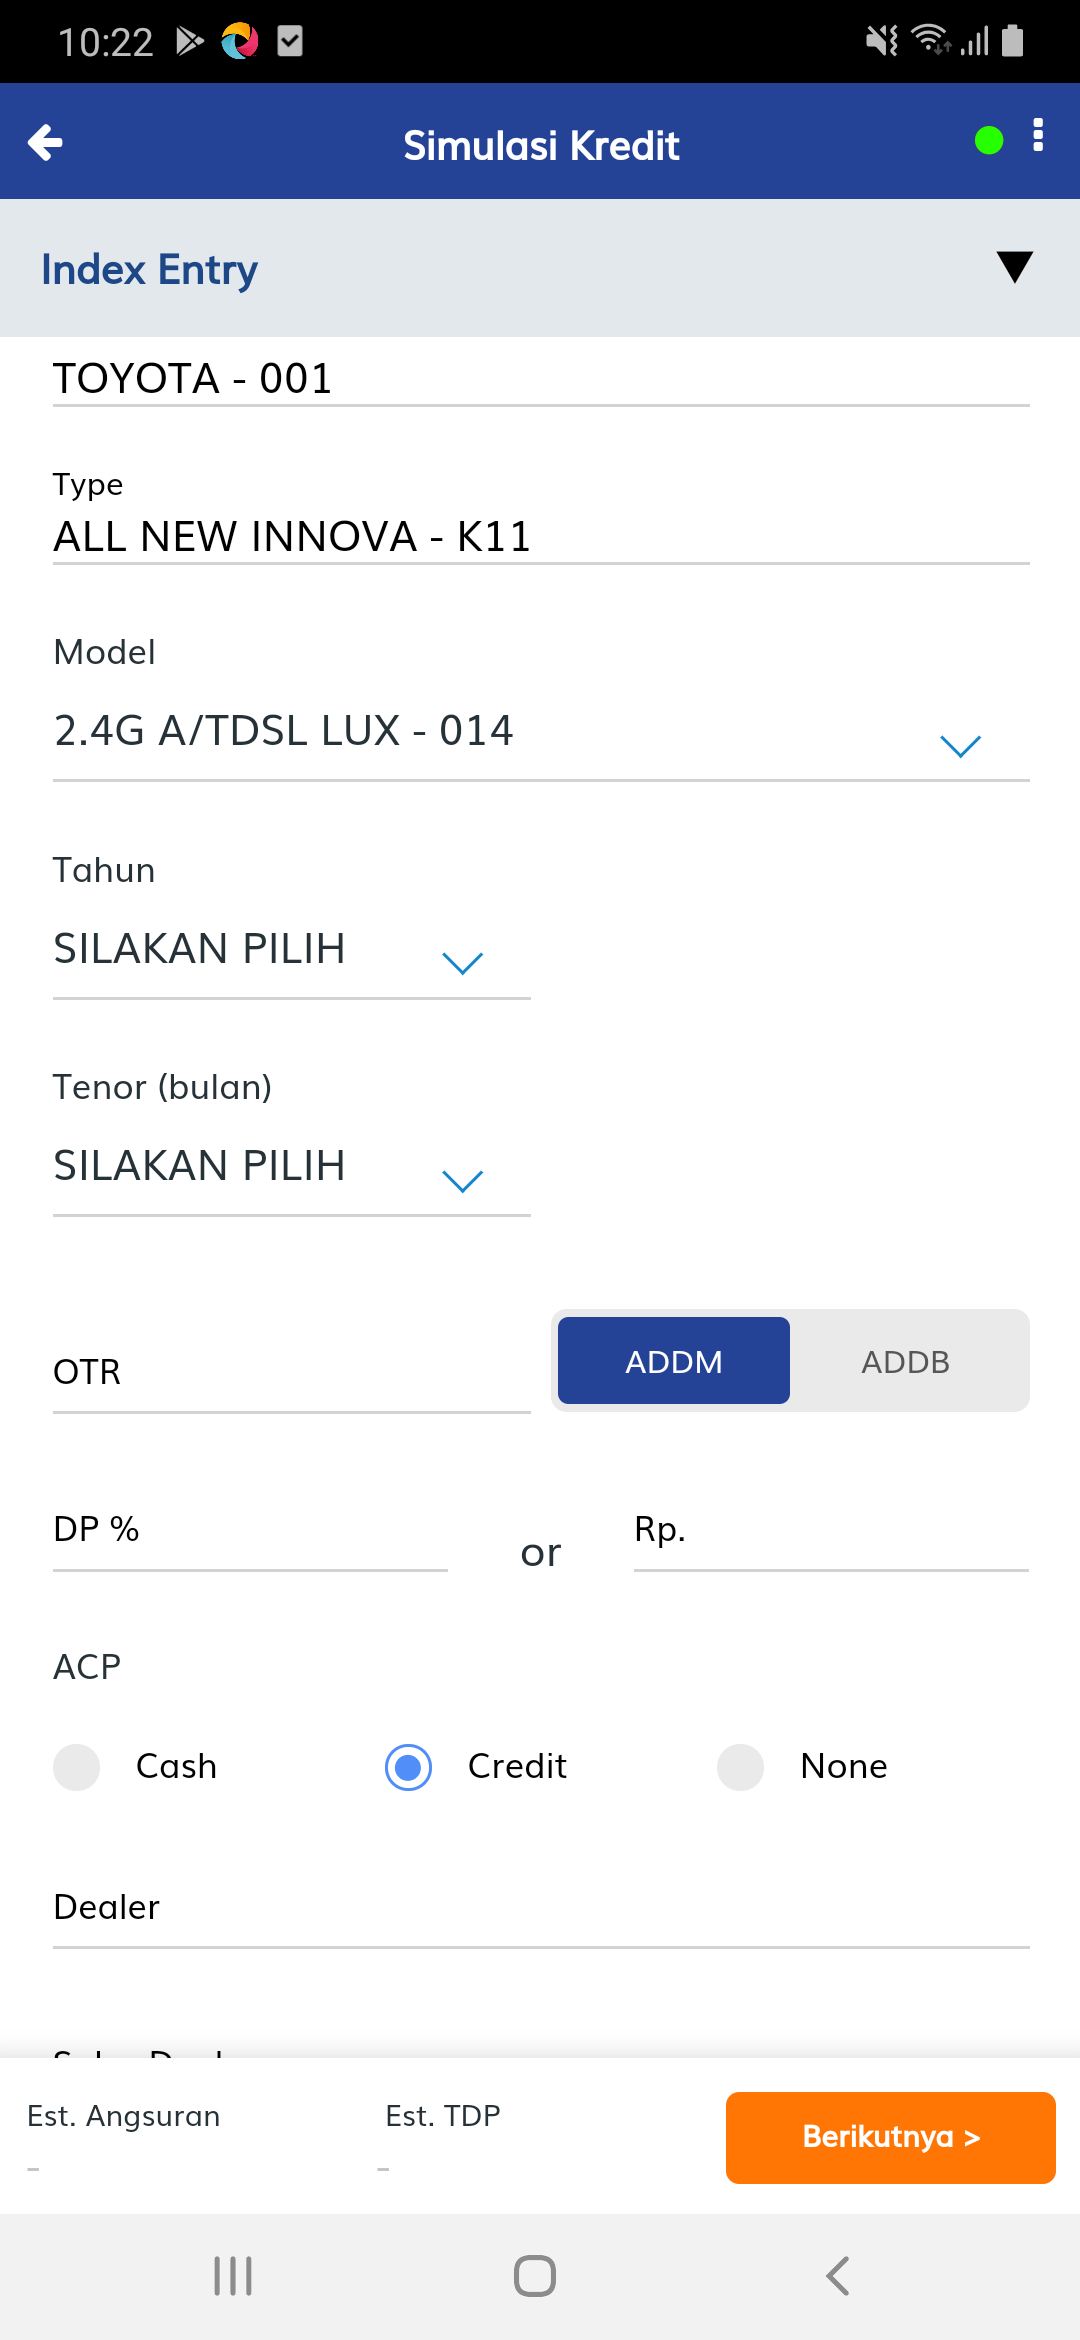 10:22
Simulasi Kredit
Index Entry
TOYOTA - 001
Type
ALL NEW INNOVA - K11
Model
2.4G A/TDSL LUX - 014
Tahun
SILAKAN PILIH
Tenor (bulan)
SILAKAN PILIH
OTR
ADDM ADDB
DP % or Rp.
ACP
Cash Credit None
Dealer
Est. Angsuran Est. TDP
- -
Berikutnya >